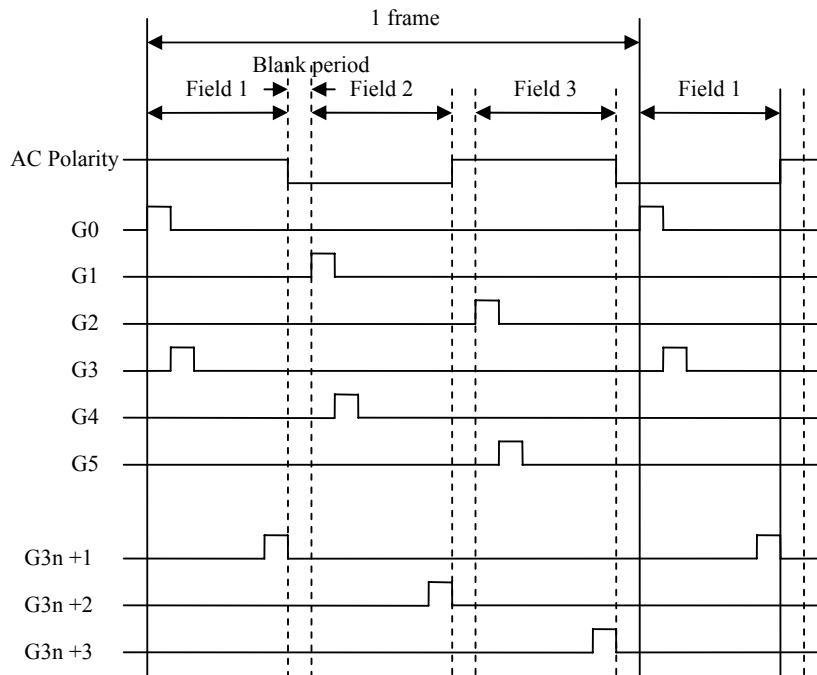 1 frame
Blank period
Field 1 Field 2 Field 3 Field 1
AC Polarity
G0
G1
G2
G3
G4
G5
G3n +1
G3n +2
G3n +3